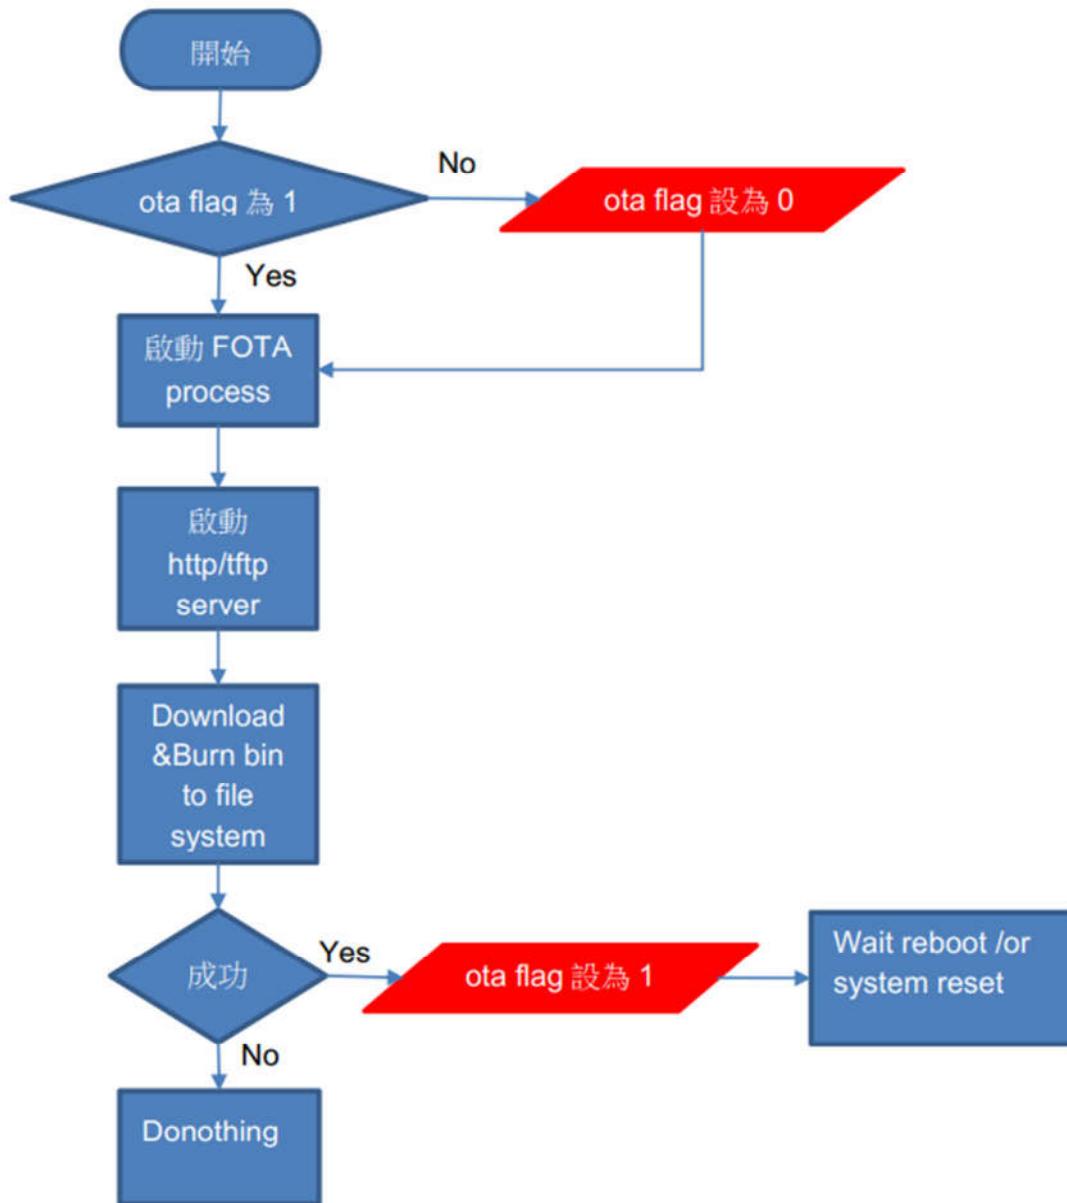 開始
ota flag 為 1
No
ota flag 設為 0
Yes
啟動 FOTA
process
啟動
http/tftp
server
Download
&Burn bin
to file
system
成功
Yes
ota flag 設為 1
Wait reboot /or
system reset
No
Donothing